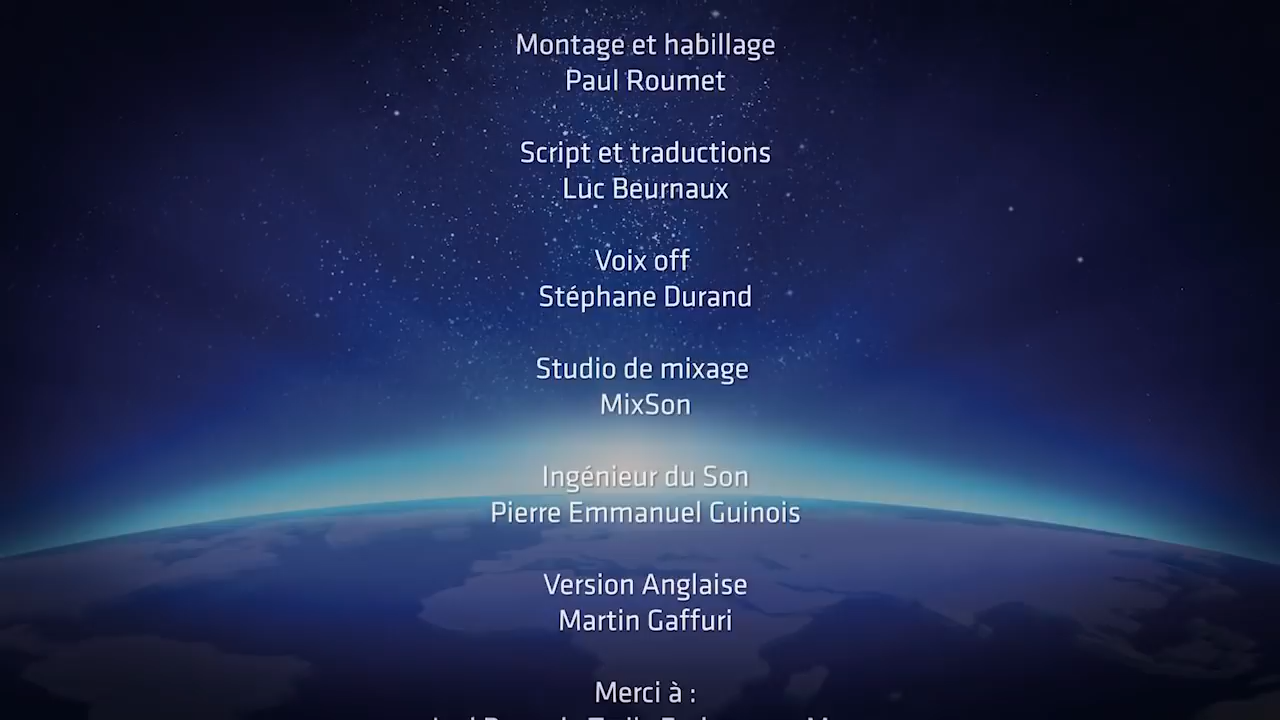 Montage et habillage
Paul Roumet
Script et traductions
Luc Beurnaux
Voix off
Stéphane Durand
Studio de mixage
MixSon
Ingénieur du Son
Pierre Emmanuel Guinois
Version Anglaise
Martin Gaffuri
Merci à :